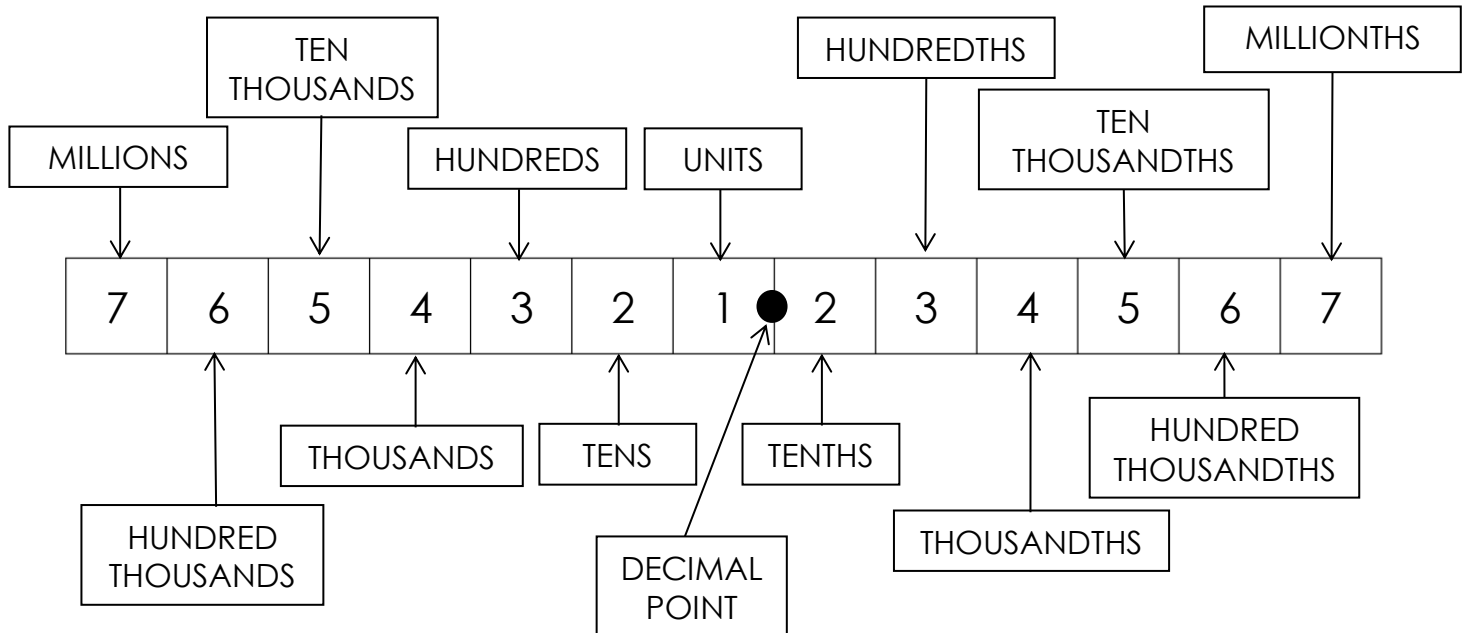 TEN
THOUSANDS
HUNDREDTHS
MILLIONTHS
MILLIONS
HUNDREDS
UNITS
TEN
THOUSANDTHS
7 6 5 4 3 2 1 2 3 4 5 6 7
THOUSANDS
TENS
TENTHS
HUNDRED
THOUSANDTHS
HUNDRED
THOUSANDS
DECIMAL
POINT
THOUSANDTHS